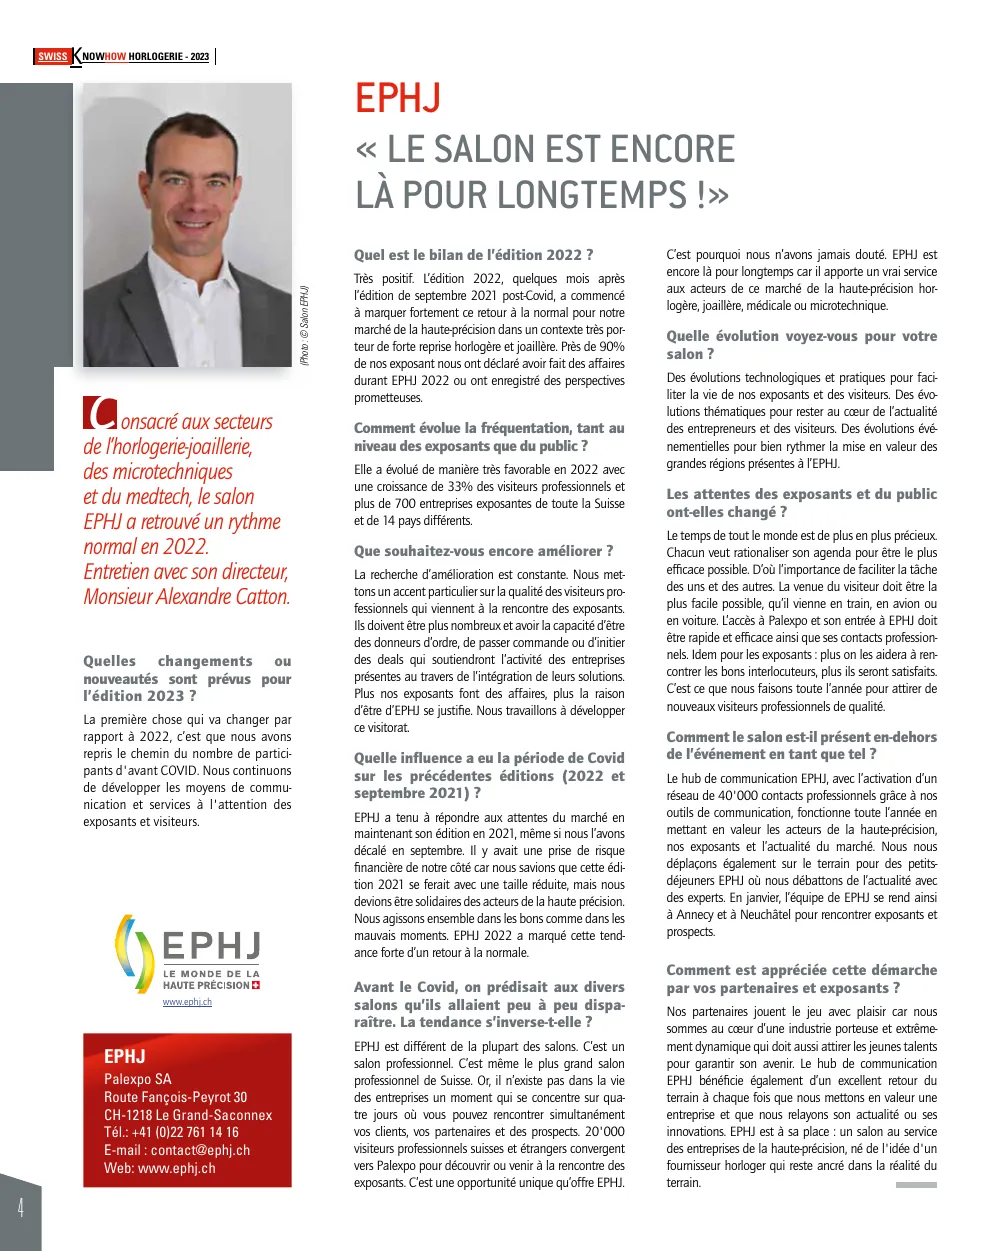 SWISS KNOWHOW HORLOGERIE - 2023
(Photo : © Salon EPHJ)
EPHJ
« LE SALON EST ENCORE
LÀ POUR LONGTEMPS !»
Consacré aux secteurs
de l'horlogerie-joaillerie,
des microtechniques
et du medtech, le salon
EPHJ a retrouvé un rythme
normal en 2022.
Entretien avec son directeur,
Monsieur Alexandre Catton.
Quelles changements ou
nouveautés sont prévus pour
l'édition 2023 ?
La première chose qui va changer par
rapport à 2022, c'est que nous avons
repris le chemin du nombre de partici-
pants d'avant COVID. Nous continuons
de développer les moyens de commu-
nication et services à l'attention des
exposants et visiteurs.
EPHJ
LE MONDE DE LA
HAUTE PRÉCISION
www.ephj.ch
EPHJ
Palexpo SA
Route Fançois-Peyrot 30
CH-1218 Le Grand-Saconnex
Tél.: +41 (0)22 761 14 16
E-mail : contact@ephj.ch
Web: www.ephj.ch
Quel est le bilan de l'édition 2022 ?
Très positif. L'édition 2022, quelques mois après
l'édition de septembre 2021 post-Covid, a commencé
à marquer fortement ce retour à la normal pour notre
marché de la haute-précision dans un contexte très por-
teur de forte reprise horlogère et joaillère. Près de 90%
de nos exposant nous ont déclaré avoir fait des affaires
durant EPHJ 2022 ou ont enregistré des perspectives
prometteuses.
Comment évolue la fréquentation, tant au
niveau des exposants que du public ?
Elle a évolué de manière très favorable en 2022 avec
une croissance de 33% des visiteurs professionnels et
plus de 700 entreprises exposantes de toute la Suisse
et de 14 pays différents.
Que souhaitez-vous encore améliorer ?
La recherche d'amélioration est constante. Nous met-
tons un accent particulier sur la qualité des visiteurs pro-
fessionnels qui viennent à la rencontre des exposants.
Ils doivent être plus nombreux et avoir la capacité d'être
des donneurs d'ordre, de passer commande ou d'initier
des deals qui soutiendront l'activité des entreprises
présentes au travers de l'intégration de leurs solutions.
Plus nos exposants font des affaires, plus la raison
d'être d'EPHJ se justifie. Nous travaillons à développer
ce visitorat.
Quelle influence a eu la période de Covid
sur les précédentes éditions (2022 et
septembre 2021) ?
EPHJ a tenu à répondre aux attentes du marché en
maintenant son édition en 2021, même si nous l'avons
décalé en septembre. Il y avait une prise de risque
financière de notre côté car nous savions que cette édi-
tion 2021 se ferait avec une taille réduite, mais nous
devions être solidaires des acteurs de la haute précision.
Nous agissons ensemble dans les bons comme dans les
mauvais moments. EPHJ 2022 a marqué cette tend-
ance forte d'un retour à la normale.
Avant le Covid, on prédisait aux divers
salons qu'ils allaient peu à peu dispa-
raître. La tendance s'inverse-t-elle ?
EPHJ est différent de la plupart des salons. C'est un
salon professionnel. C'est même le plus grand salon
professionnel de Suisse. Or, il n'existe pas dans la vie
des entreprises un moment qui se concentre sur qua-
tre jours où vous pouvez rencontrer simultanément
vos clients, vos partenaires et des prospects. 20'000
visiteurs professionnels suisses et étrangers convergent
vers Palexpo pour découvrir ou venir à la rencontre des
exposants. C'est une opportunité unique qu'offre EPHJ.
C'est pourquoi nous n'avons jamais douté. EPHJ est
encore là pour longtemps car il apporte un vrai service
aux acteurs de ce marché de la haute-précision hor-
logère, joaillère, médicale ou microtechnique.
Quelle évolution voyez-vous pour votre
salon ?
Des évolutions technologiques et pratiques pour faci-
liter la vie de nos exposants et des visiteurs. Des évo-
lutions thématiques pour rester au cœur de l'actualité
des entrepreneurs et des visiteurs. Des évolutions évé-
nementielles pour bien rythmer la mise en valeur des
grandes régions présentes à l'EPHJ.
Les attentes des exposants et du public
ont-elles changé ?
Le temps de tout le monde est de plus en plus précieux.
Chacun veut rationaliser son agenda pour être le plus
efficace possible. D'où l'importance de faciliter la tâche
des uns et des autres. La venue du visiteur doit être la
plus facile possible, qu'il vienne en train, en avion ou
en voiture. L'accès à Palexpo et son entrée à EPHJ doit
être rapide et efficace ainsi que ses contacts profession-
nels. Idem pour les exposants : plus on les aidera à ren-
contrer les bons interlocuteurs, plus ils seront satisfaits.
C'est ce que nous faisons toute l'année pour attirer de
nouveaux visiteurs professionnels de qualité.
Comment le salon est-il présent en-dehors
de l'événement en tant que tel ?
Le hub de communication EPHJ, avec l'activation d'un
réseau de 40'000 contacts professionnels grâce à nos
outils de communication, fonctionne toute l'année en
mettant en valeur les acteurs de la haute-précision,
nos exposants et l'actualité du marché. Nous nous
déplaçons également sur le terrain pour des petits-
déjeuners EPHJ où nous débattons de l'actualité avec
des experts. En janvier, l'équipe de EPHJ se rend ainsi
à Annecy et à Neuchâtel pour rencontrer exposants et
prospects.
Comment est appréciée cette démarche
par vos partenaires et exposants ?
Nos partenaires jouent le jeu avec plaisir car nous
sommes au cœur d'une industrie porteuse et extrême-
ment dynamique qui doit aussi attirer les jeunes talents
pour garantir son avenir. Le hub de communication
EPHJ bénéficie également d'un excellent retour du
terrain à chaque fois que nous mettons en valeur une
entreprise et que nous relayons son actualité ou ses
innovations. EPHJ est à sa place : un salon au service
des entreprises de la haute-précision, né de l'idée d'un
fournisseur horloger qui reste ancré dans la réalité du
terrain.
4